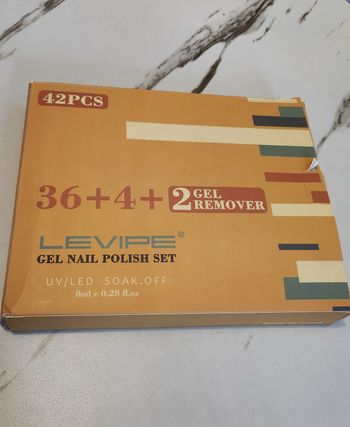 42PCS
36+4+ 2 GEL REMOVER
LEVIPE®
GEL NAIL POLISH SET
UV/LED SOAK.OFF
8ml e 0.28 fl.oz